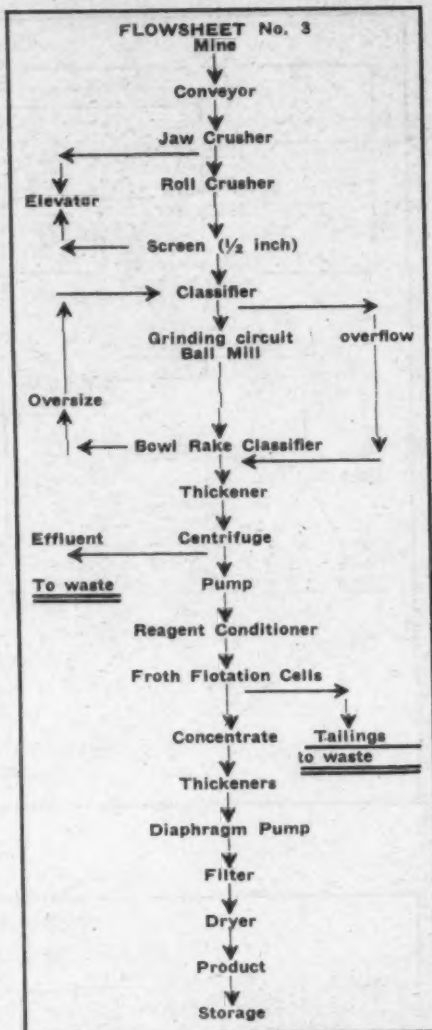 FLOWSHEET No. 3
Mine
Conveyor
Jaw Crusher
Roll Crusher
Elevator
Screen (½ inch)
Classifier
Grinding circuit
Ball Mill
overflow
Oversize
Bowl Rake Classifier
Thickener
Effluent
Centrifuge
To waste
Pump
Reagent Conditioner
Froth Flotation Cells
Concentrate
Tailings
to waste
Thickeners
Diaphragm Pump
Filter
Dryer
Product
Storage